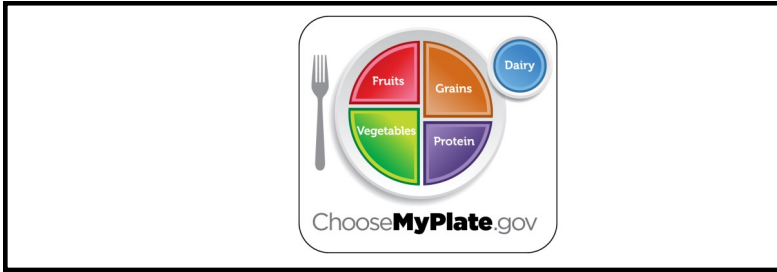 Fruits
Grains
Dairy
Vegetables
Protein
ChooseMyPlate.gov